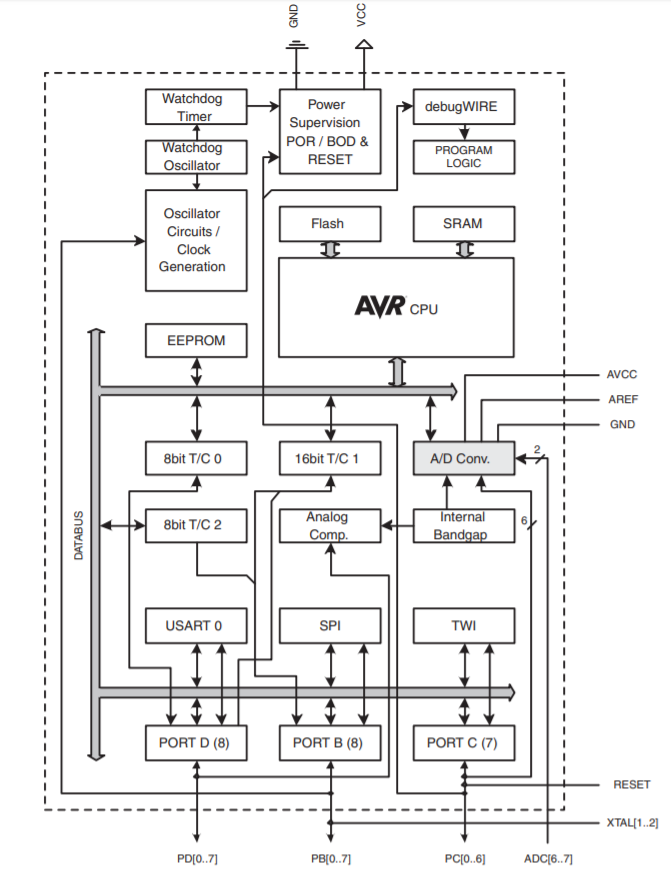 GND
VCC
Watchdog
Timer
Power
Supervision
POR / BOD &
RESET
debugWIRE
Watchdog
Oscillator
PROGRAM
LOGIC
Oscillator
Circuits /
Clock
Generation
Flash
SRAM
AVR CPU
EEPROM
AVCC
AREF
GND
8bit T/C 0
16bit T/C 1
A/D Conv.
2
DATABUS
8bit T/C 2
Analog
Comp.
Internal
Bandgap
6
USART 0
SPI
TWI
PORT D (8)
PORT B (8)
PORT C (7)
RESET
XTAL[1..2]
PD[0..7]
PB[0..7]
PC[0..6]
ADC[6..7]